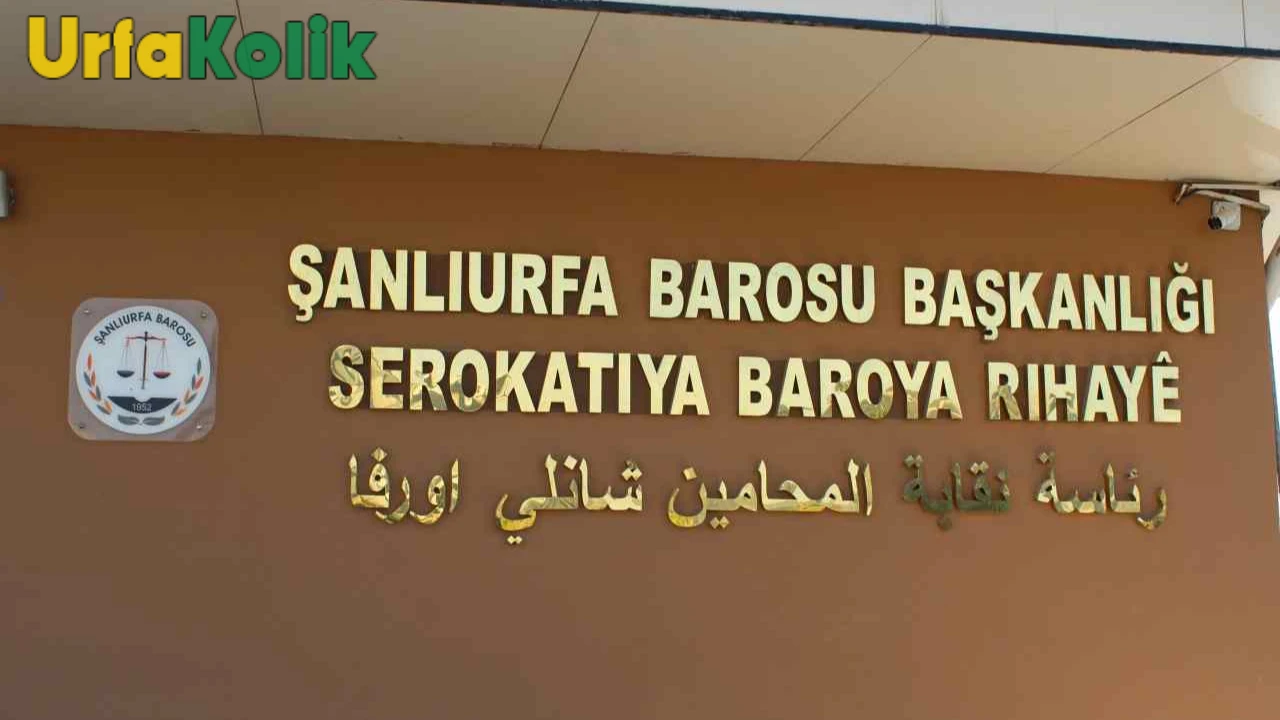 UrfaKolik
ŞANLIURFA BAROSU BAŞKANLIĞI
SEROKATIYA BAROYA RIHAYÊ
رئاسة نقابة المحامين شانلي اورفا
ŞANLIURFA BAROSU
1952